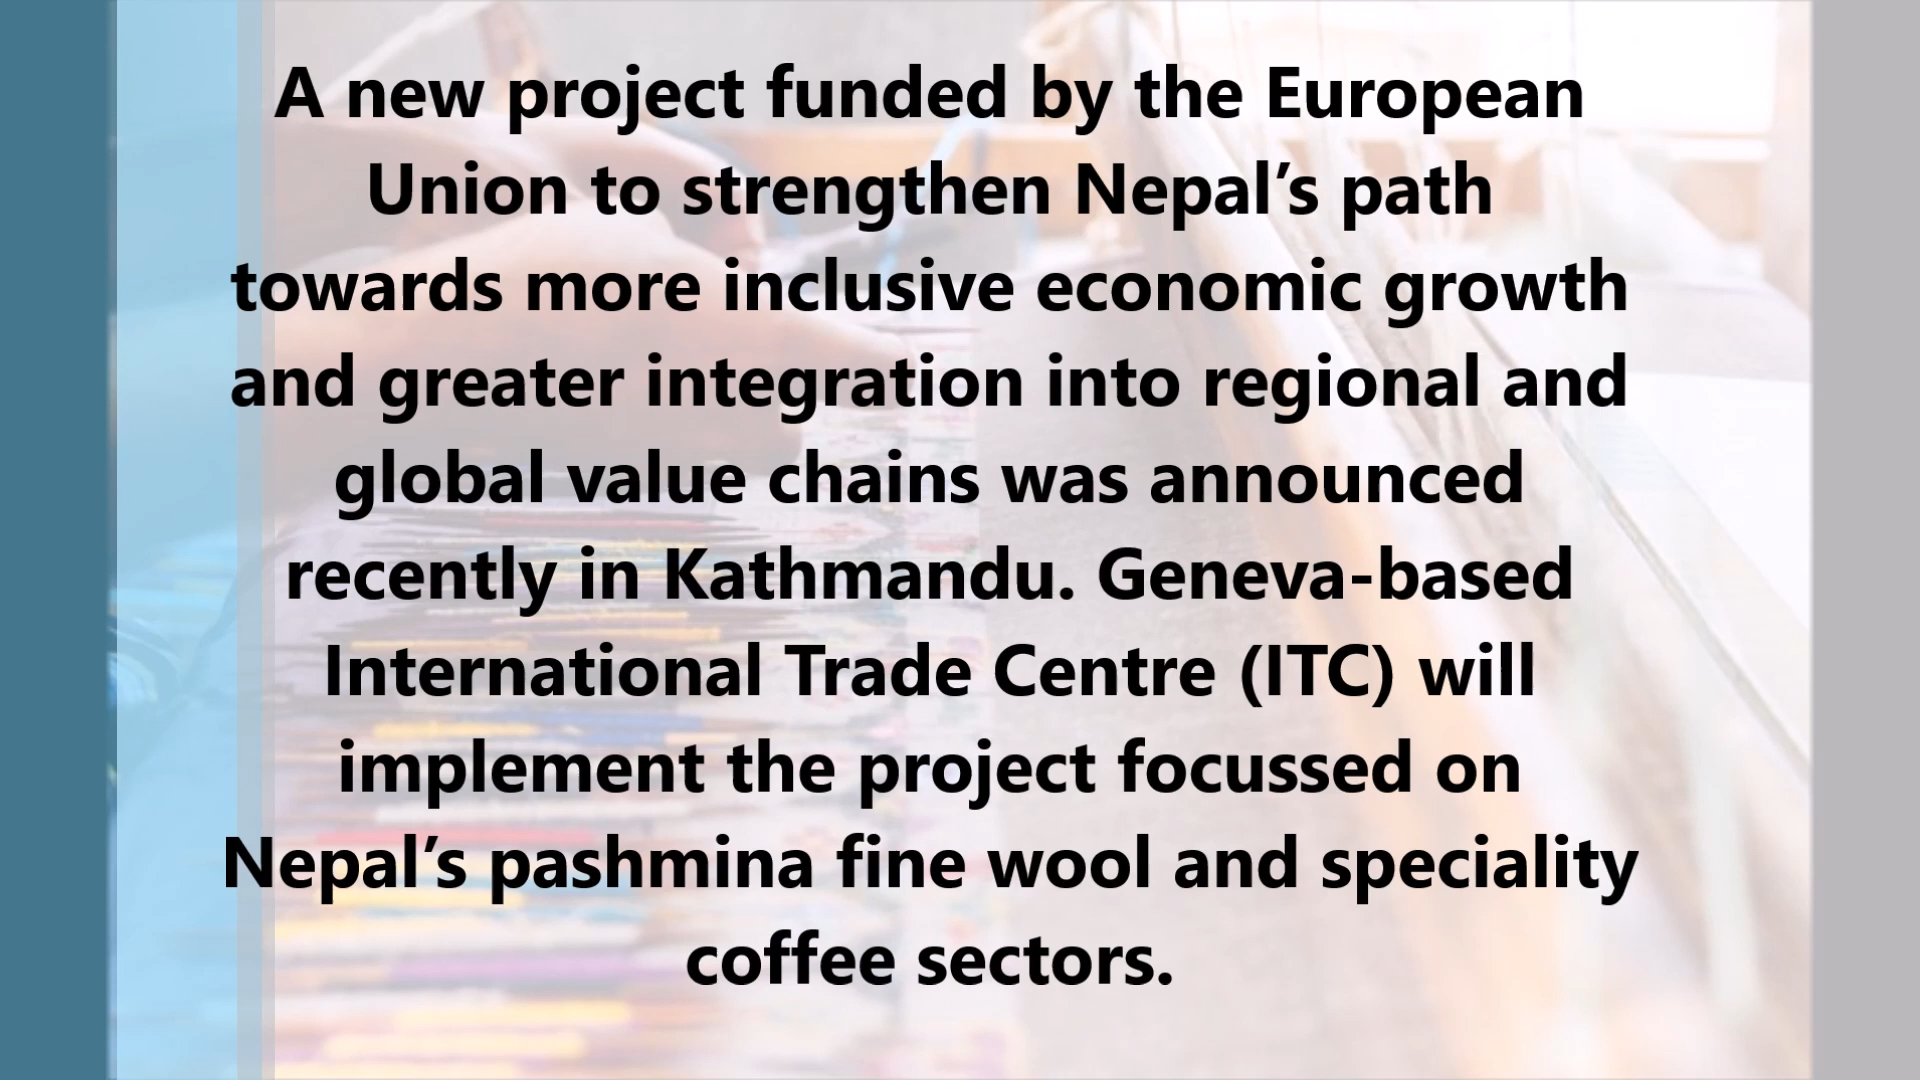 A new project funded by the European
Union to strengthen Nepal’s path
towards more inclusive economic growth
and greater integration into regional and
global value chains was announced
recently in Kathmandu. Geneva-based
International Trade Centre (ITC) will
implement the project focussed on
Nepal’s pashmina fine wool and speciality
coffee sectors.